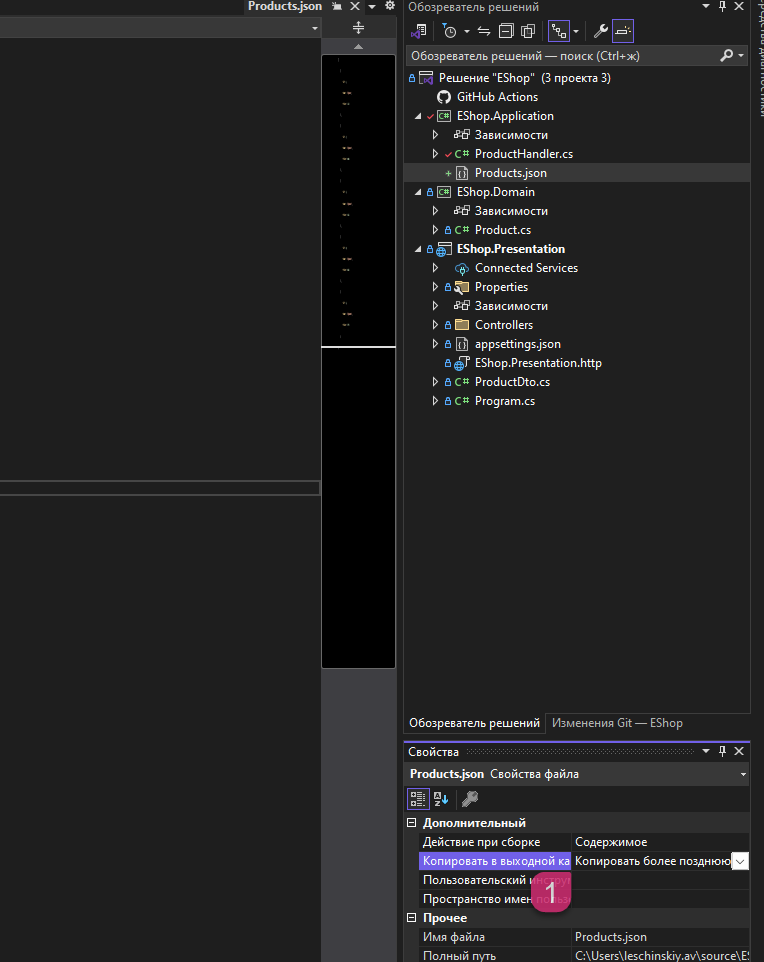 Products.json
Обозреватель решений
Обозреватель решений — поиск (Ctrl+ж)
Решение "EShop" (3 проекта 3)
GitHub Actions
EShop.Application
Зависимости
ProductHandler.cs
Products.json
EShop.Domain
Зависимости
Product.cs
EShop.Presentation
Connected Services
Properties
Зависимости
Controllers
appsettings.json
EShop.Presentation.http
ProductDto.cs
Program.cs
Обозреватель решений Изменения Git — EShop
Свойства
Products.json Свойства файла
Дополнительный
Действие при сборке Содержимое
Копировать в выходной ка Копировать более позднюю
Пользовательский
Пространство имен
1
Прочее
Имя файла Products.json
Полный путь C:\Users\leschinskiy.av\source\ES